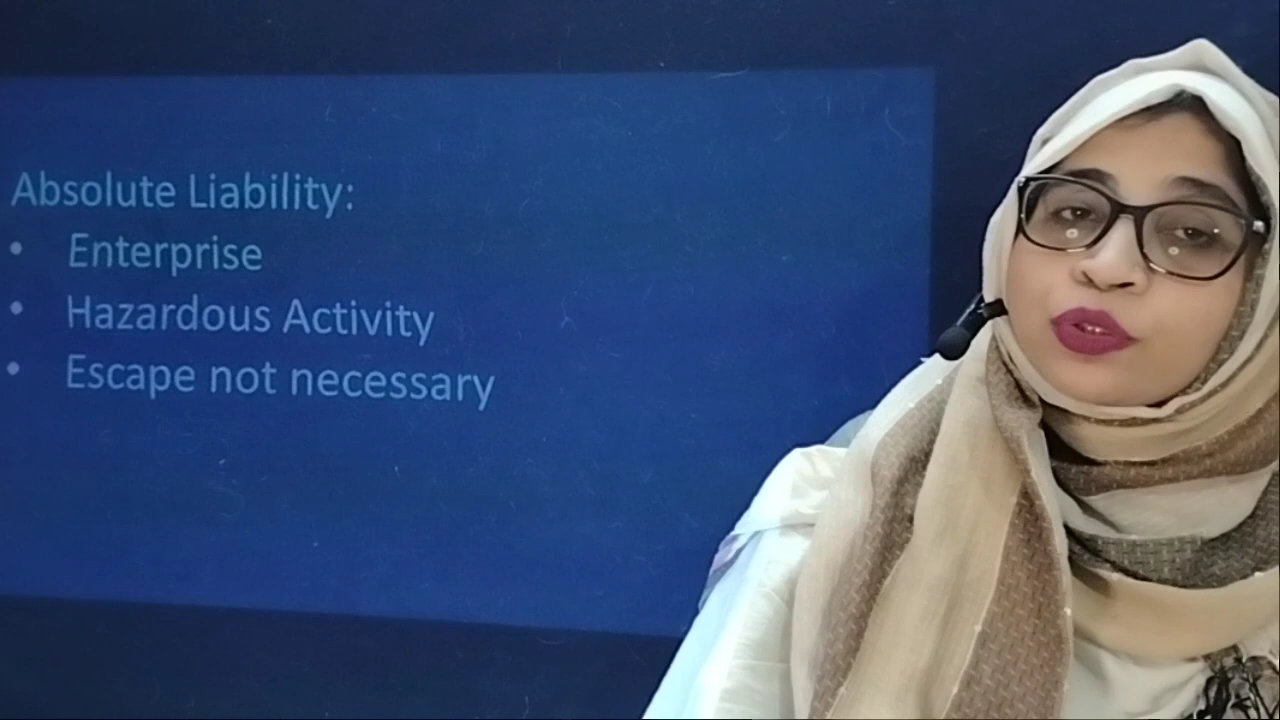 Absolute Liability:
• Enterprise
• Hazardous Activity
• Escape not necessary